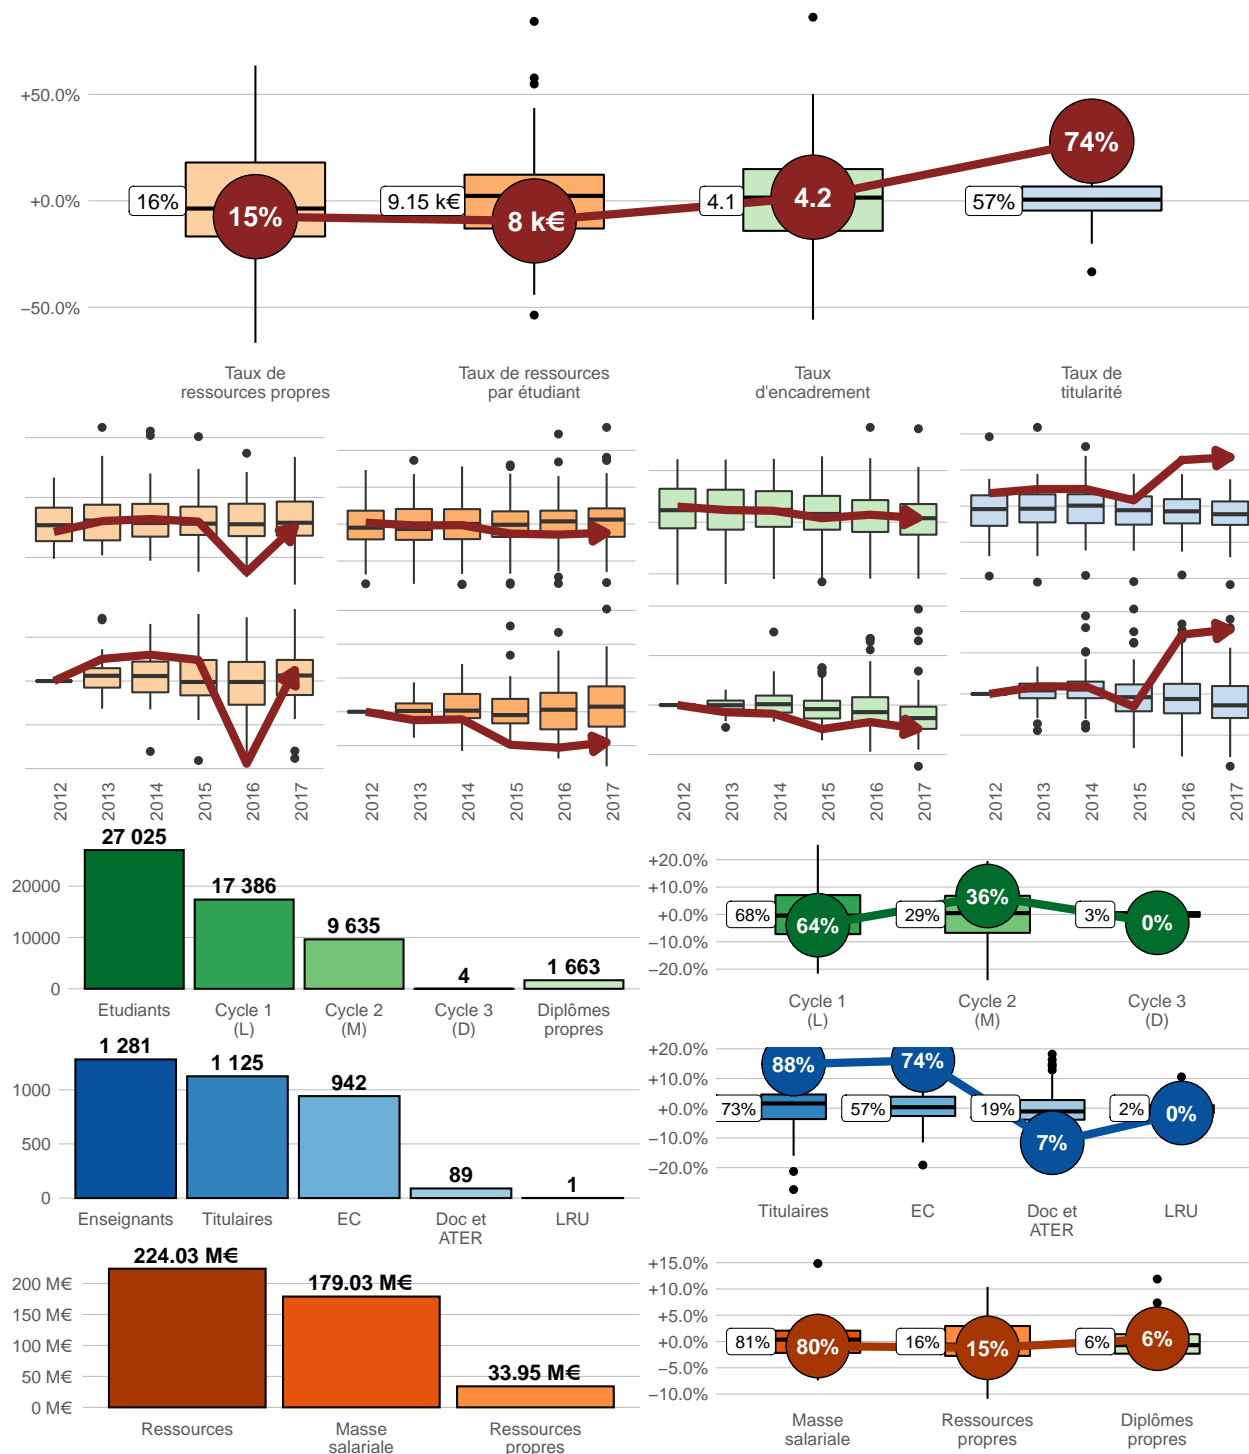 +50.0%
+0.0%
−50.0%
16%
15%
9.15 k€
8 k€
4.1
4.2
57%
74%
Taux de
ressources propres
Taux de ressources
par étudiant
Taux
d'encadrement
Taux de
titularité
2012 2013 2014 2015 2016 2017
2012 2013 2014 2015 2016 2017
2012 2013 2014 2015 2016 2017
2012 2013 2014 2015 2016 2017
20000
10000
0
27 025
17 386
9 635
4
1 663
Etudiants
Cycle 1
(L)
Cycle 2
(M)
Cycle 3
(D)
Diplômes
propres
+20.0%
+10.0%
+0.0%
−10.0%
−20.0%
68%
64%
29%
36%
3%
0%
Cycle 1
(L)
Cycle 2
(M)
Cycle 3
(D)
1000
500
0
1 281
1 125
942
89
1
Enseignants
Titulaires
EC
Doc et
ATER
LRU
+20.0%
+10.0%
+0.0%
−10.0%
−20.0%
73%
88%
57%
74%
19%
7%
2%
0%
Titulaires
EC
Doc et
ATER
LRU
200 M€
150 M€
100 M€
50 M€
0 M€
224.03 M€
179.03 M€
33.95 M€
Ressources
Masse
salariale
Ressources
propres
+15.0%
+10.0%
+5.0%
+0.0%
−5.0%
−10.0%
81%
80%
16%
15%
6%
6%
Masse
salariale
Ressources
propres
Diplômes
propres